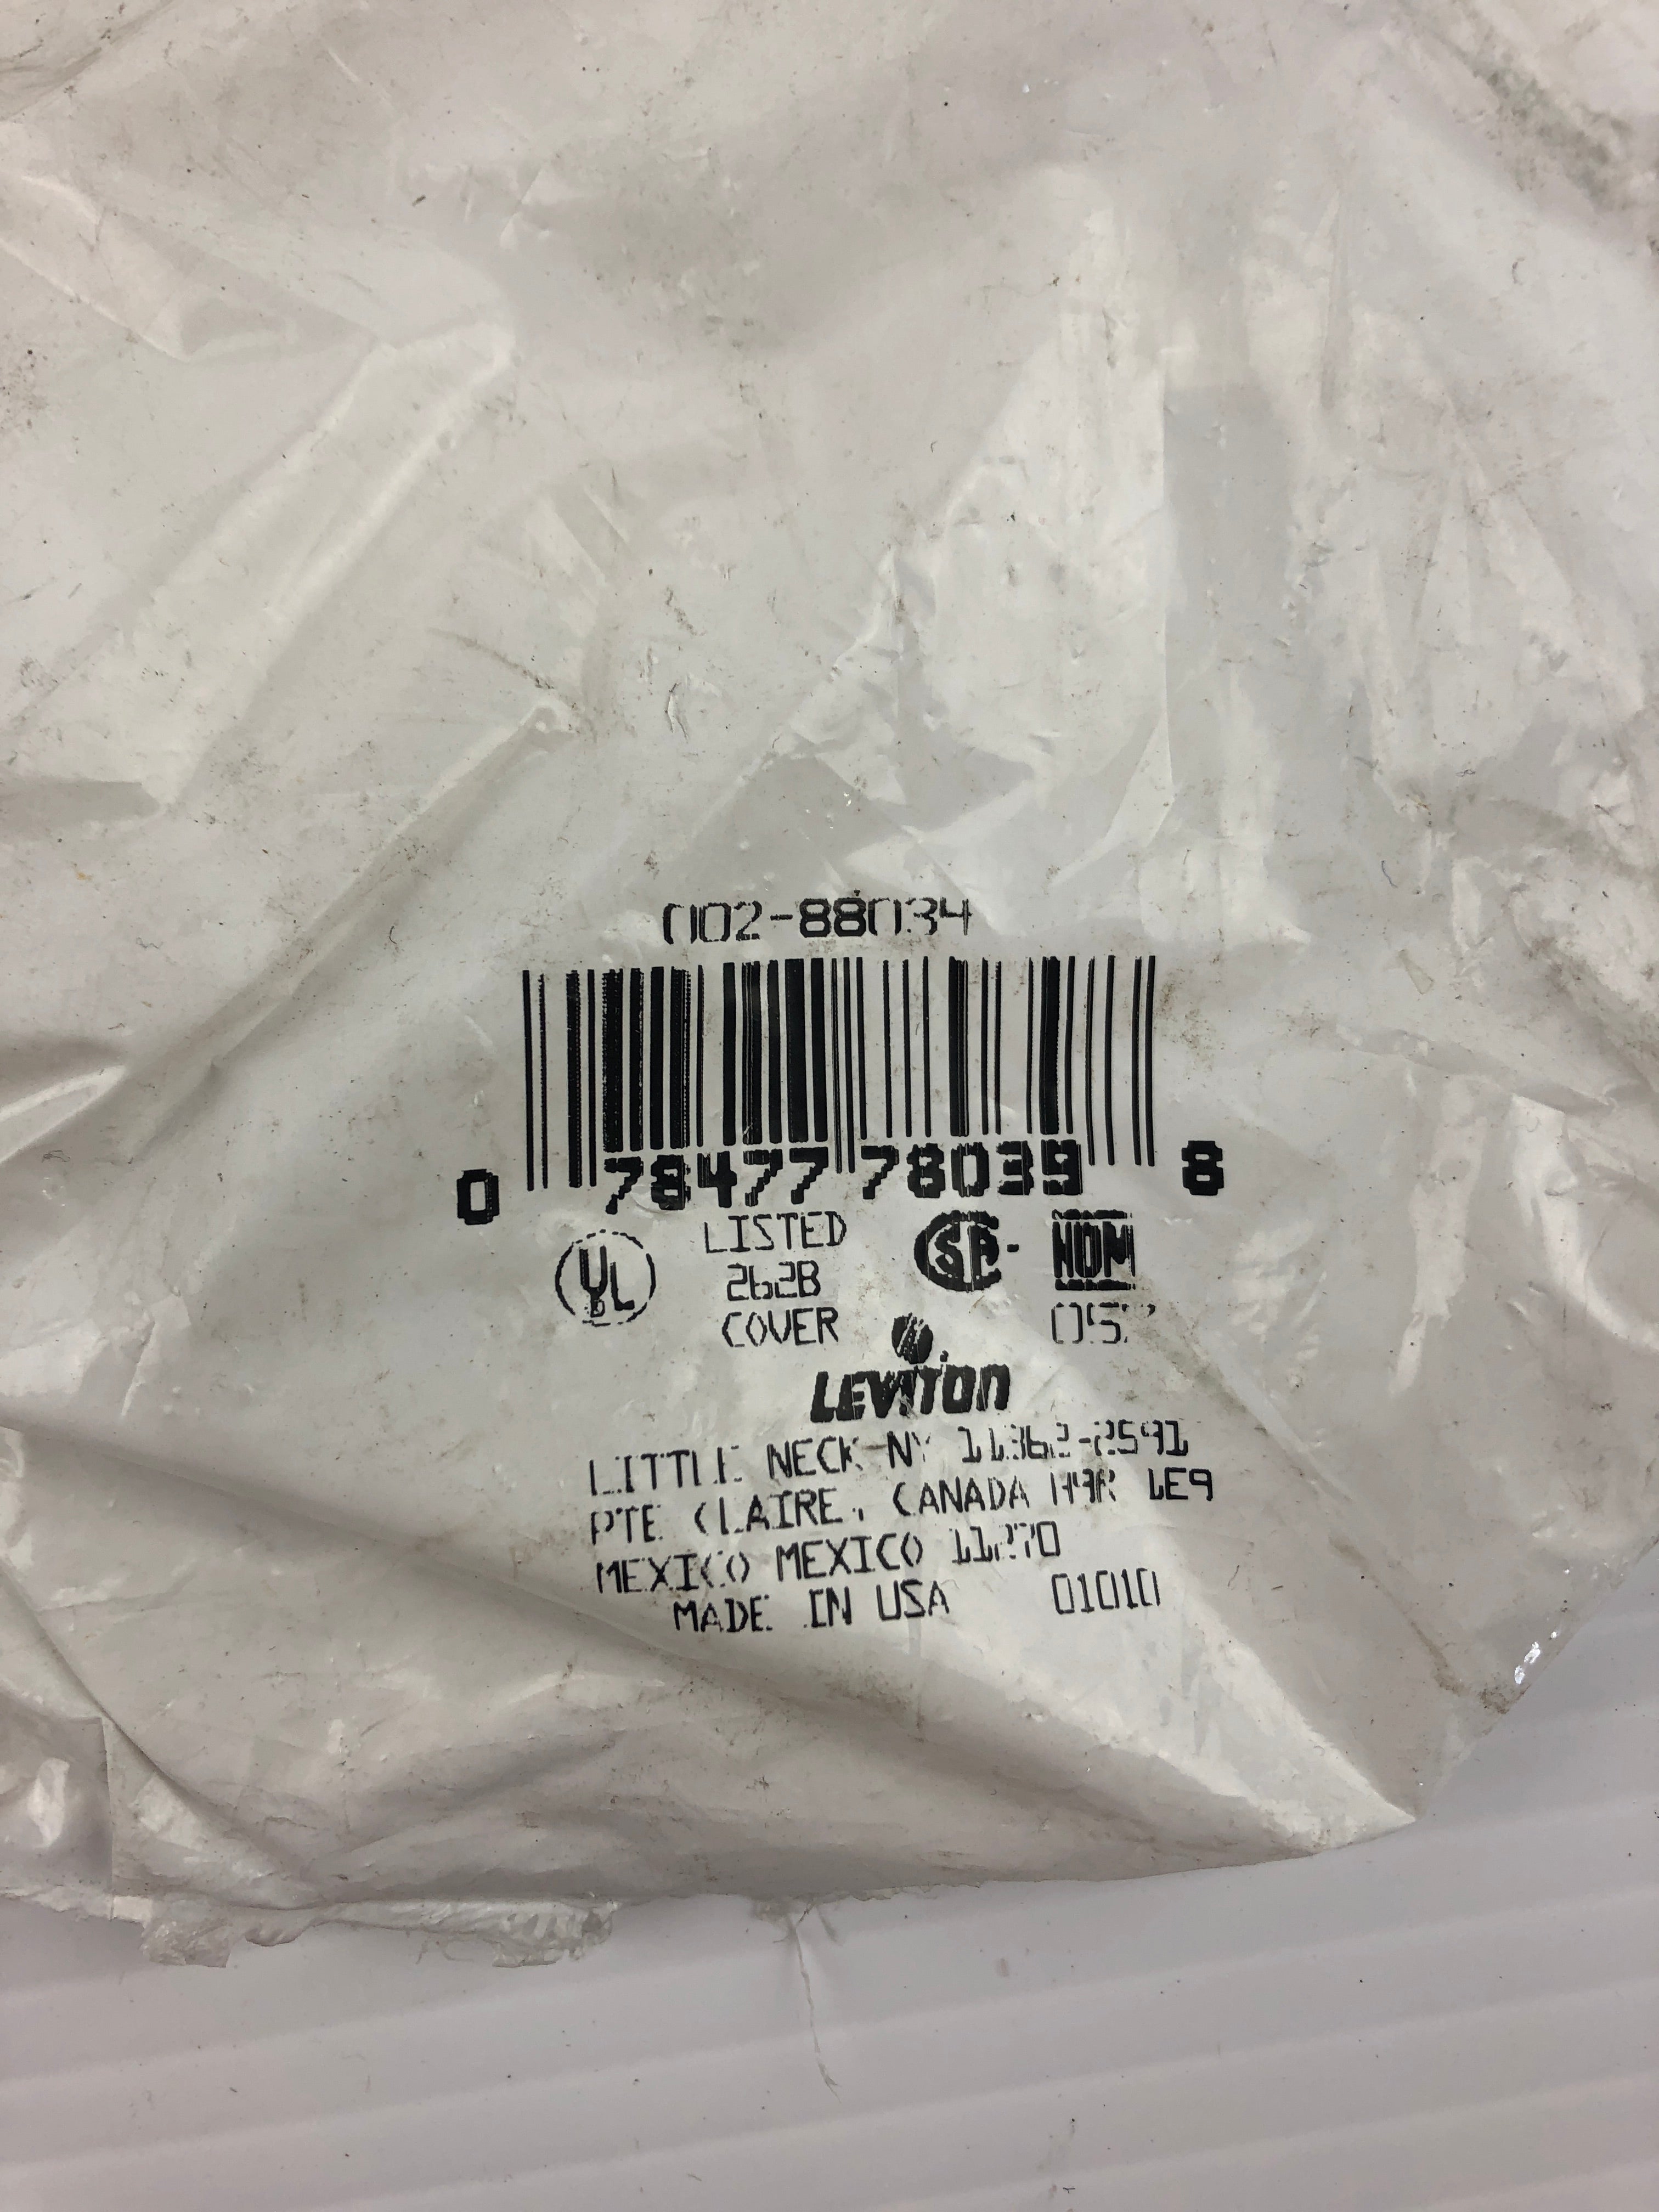 002-88034
0 78477 78039 8
UL LISTED CSA NOM
262B
COVER
LEVITON
LITTLE NECK NY 11362-2591
PTE CLAIRE, CANADA H9R 1E9
MEXICO MEXICO 11270
MADE IN USA 01010